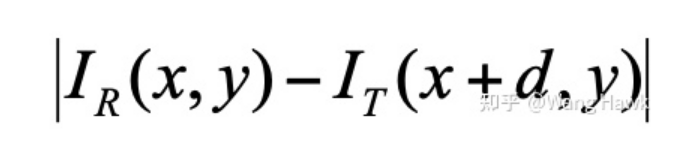 |I_R(x, y) − I_T(x + d, y)|
知乎 @Wang Hawk